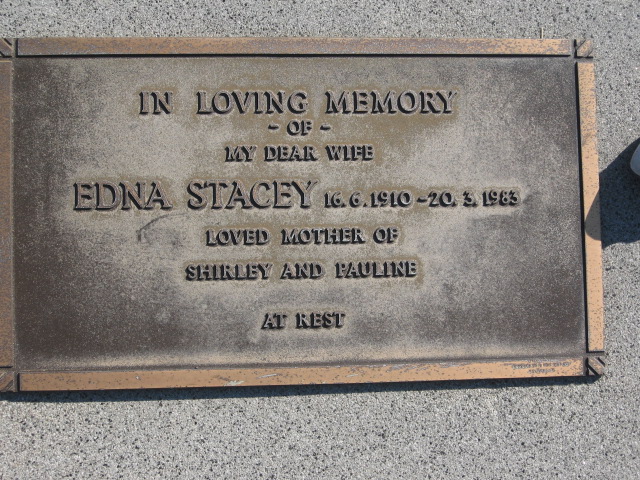 IN LOVING MEMORY
- OF -
MY DEAR WIFE
EDNA STACEY 16.6.1910-20.3.1983
LOVED MOTHER OF
SHIRLEY AND PAULINE
AT REST